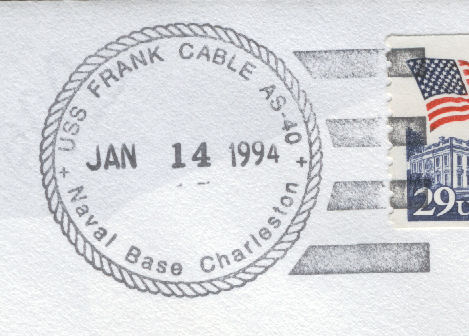 USS FRANK CABLE AS-40
JAN 14 1994
+ Naval Base Charleston +
29